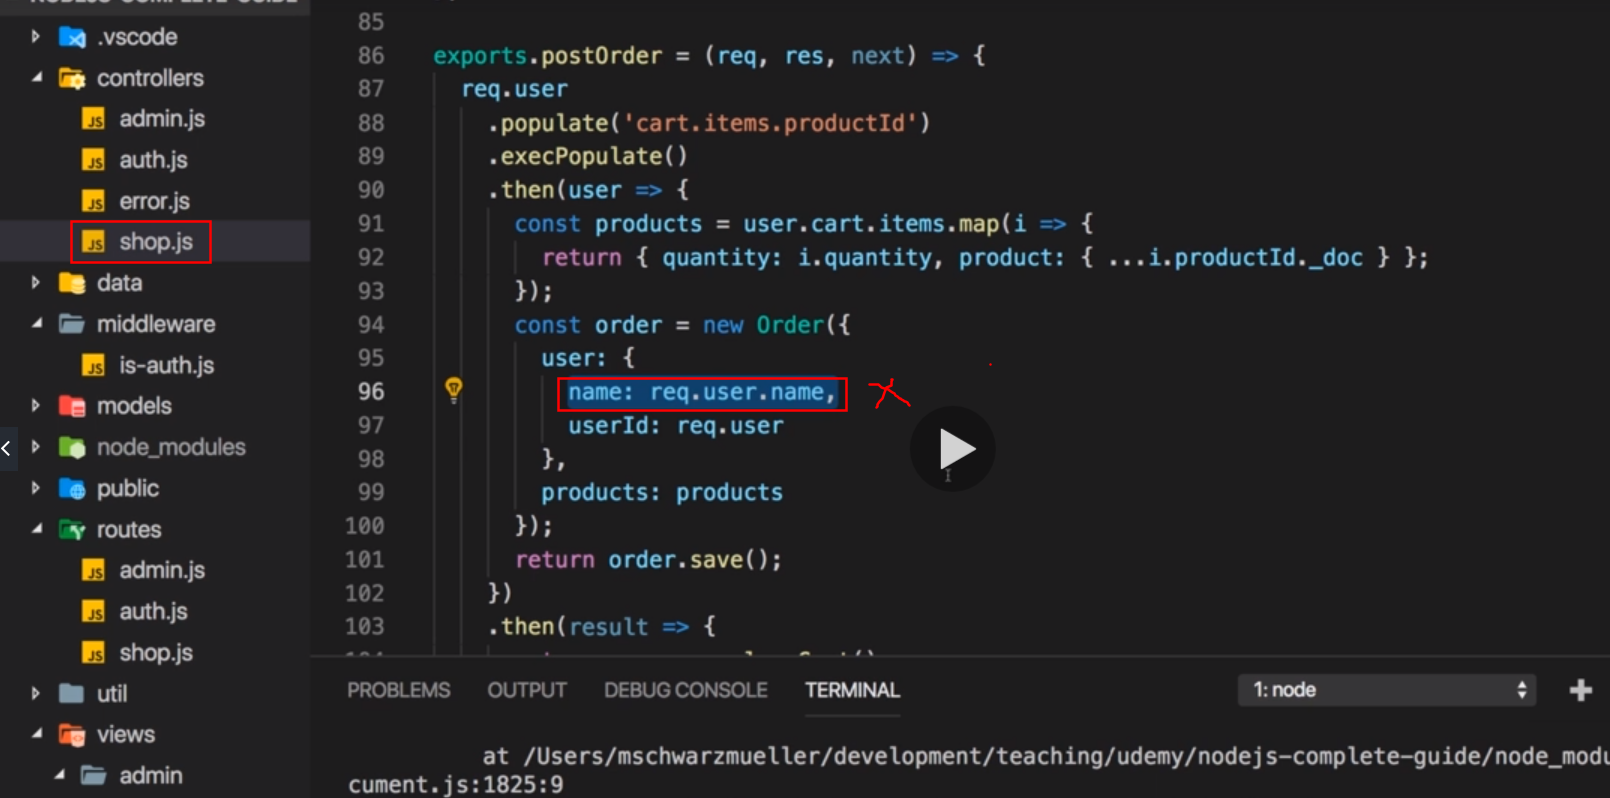 .vscode
controllers
admin.js
auth.js
error.js
shop.js
data
middleware
is-auth.js
models
node_modules
public
routes
admin.js
auth.js
shop.js
util
views
admin
85
86 exports.postOrder = (req, res, next) => {
87 req.user
88 .populate('cart.items.productId')
89 .execPopulate()
90 .then(user => {
91 const products = user.cart.items.map(i => {
92 return { quantity: i.quantity, product: { ...i.productId._doc } };
93 });
94 const order = new Order({
95 user: {
96 name: req.user.name,
97 userId: req.user
98 },
99 products: products
100 });
101 return order.save();
102 })
103 .then(result => {
PROBLEMS OUTPUT DEBUG CONSOLE TERMINAL 1: node
at /Users/mschwarzmueller/development/teaching/udemy/nodejs-complete-guide/node_modu
cument.js:1825:9